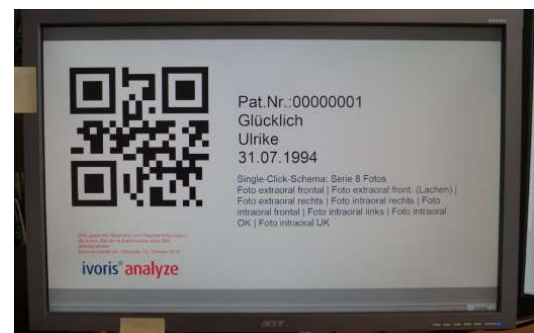 Pat.Nr.:00000001
Glücklich
Ulrike
31.07.1994
Single-Click-Schema: Serie 8 Fotos
Foto extraoral frontal | Foto extraoral front. (Lachen) |
Foto extraoral rechts | Foto intraoral rechts | Foto
intraoral frontal | Foto intraoral links | Foto intraoral
OK | Foto intraoral UK
ivoris® analyze
acer